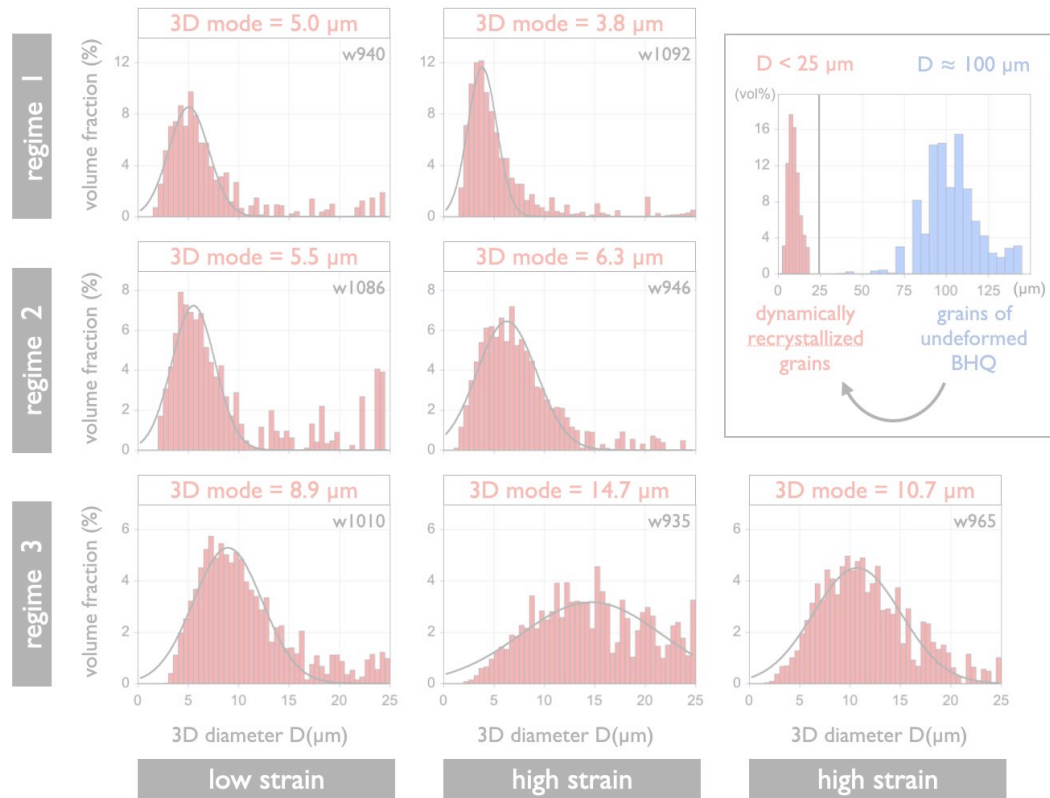 regime 1
3D mode = 5.0 µm
w940
volume fraction (%)
12
8
4
0
3D mode = 3.8 µm
w1092
12
8
4
0
D < 25 µm
D ≈ 100 µm
(vol%)
16
12
8
4
0
0 25 50 75 100 125 (µm)
dynamically
recrystallized
grains
grains of
undeformed
BHQ
regime 2
3D mode = 5.5 µm
w1086
volume fraction (%)
8
6
4
2
0
3D mode = 6.3 µm
w946
8
6
4
2
0
regime 3
3D mode = 8.9 µm
w1010
volume fraction (%)
6
4
2
0
0 5 10 15 20 25
3D diameter D(µm)
low strain
3D mode = 14.7 µm
w935
6
4
2
0
0 5 10 15 20 25
3D diameter D(µm)
high strain
3D mode = 10.7 µm
w965
6
4
2
0
0 5 10 15 20 25
3D diameter D(µm)
high strain